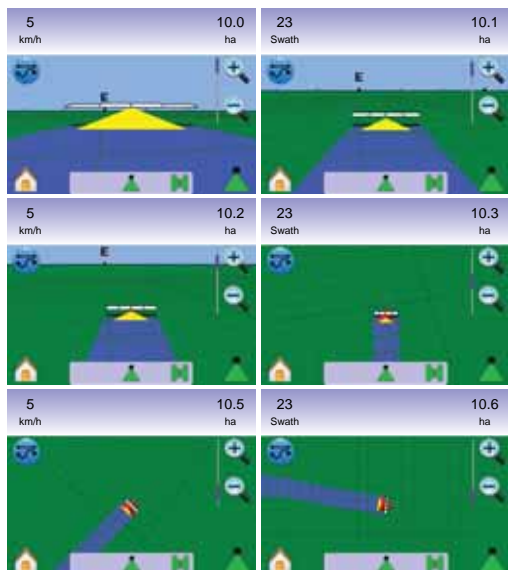 5 10.0
km/h ha
E
23 10.1
Swath ha
E
5 10.2
km/h ha
E
23 10.3
Swath ha
5 10.5
km/h ha
23 10.6
Swath ha